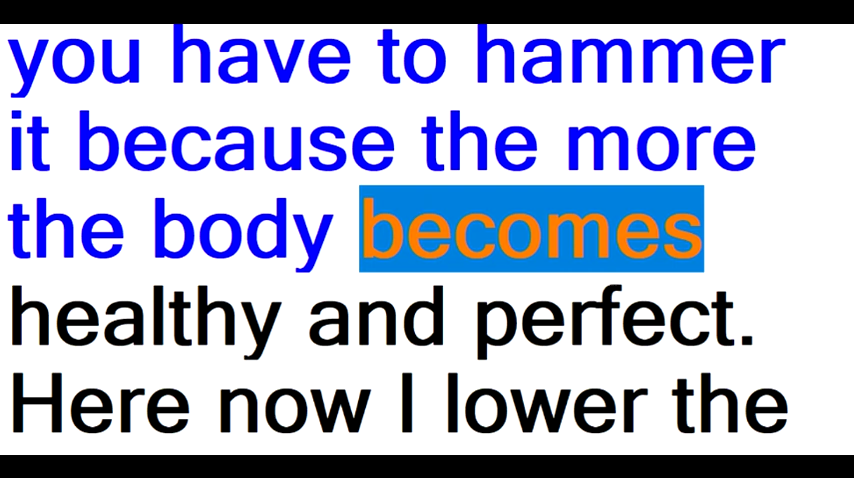 you have to hammer
it because the more
the body becomes
healthy and perfect.
Here now I lower the